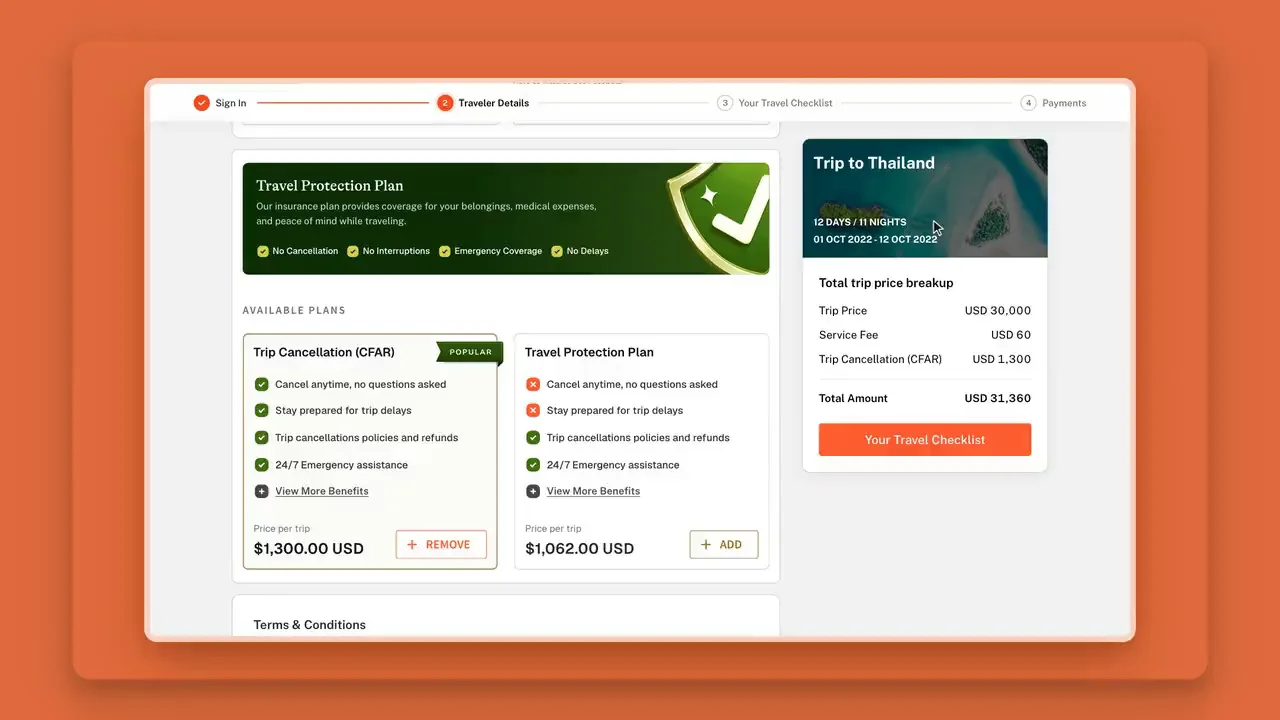 Sign In
2
Traveler Details
3
Your Travel Checklist
4
Payments
Travel Protection Plan
Our insurance plan provides coverage for your belongings, medical expenses,
and peace of mind while traveling.
No Cancellation
No Interruptions
Emergency Coverage
No Delays
AVAILABLE PLANS
Trip Cancellation (CFAR)
POPULAR
Cancel anytime, no questions asked
Stay prepared for trip delays
Trip cancellations policies and refunds
24/7 Emergency assistance
View More Benefits
Price per trip
$1,300.00 USD
+ REMOVE
Travel Protection Plan
Cancel anytime, no questions asked
Stay prepared for trip delays
Trip cancellations policies and refunds
24/7 Emergency assistance
View More Benefits
Price per trip
$1,062.00 USD
+ ADD
Terms & Conditions
Trip to Thailand
12 DAYS / 11 NIGHTS
01 OCT 2022 - 12 OCT 2022
Total trip price breakup
Trip Price USD 30,000
Service Fee USD 60
Trip Cancellation (CFAR) USD 1,300
Total Amount USD 31,360
Your Travel Checklist